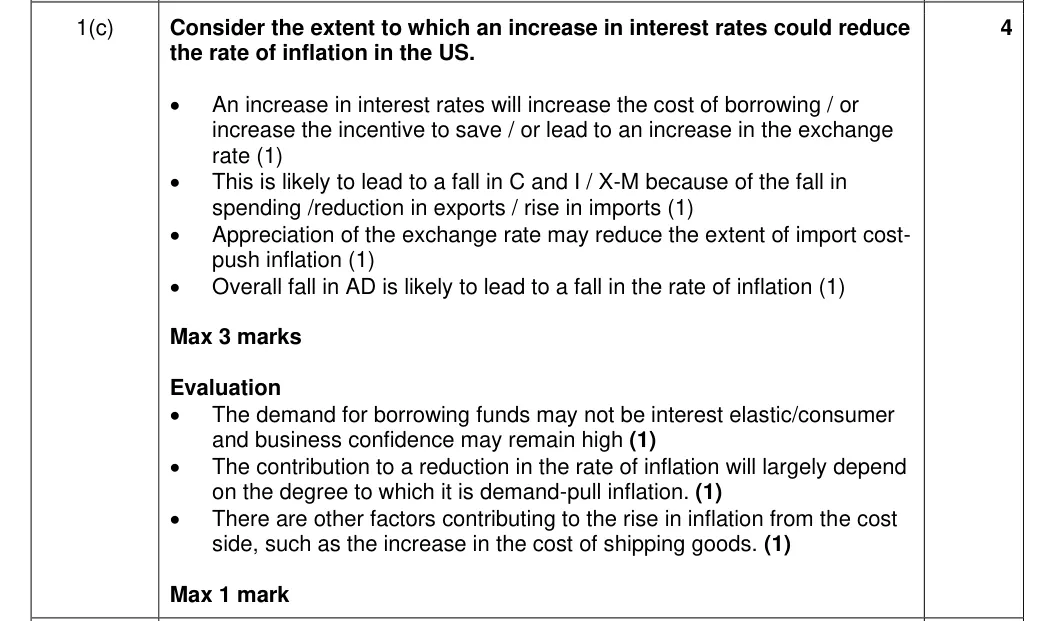 1(c)
Consider the extent to which an increase in interest rates could reduce
the rate of inflation in the US.
4
• An increase in interest rates will increase the cost of borrowing / or
increase the incentive to save / or lead to an increase in the exchange
rate (1)
• This is likely to lead to a fall in C and I / X-M because of the fall in
spending /reduction in exports / rise in imports (1)
• Appreciation of the exchange rate may reduce the extent of import cost-
push inflation (1)
• Overall fall in AD is likely to lead to a fall in the rate of inflation (1)
Max 3 marks
Evaluation
• The demand for borrowing funds may not be interest elastic/consumer
and business confidence may remain high (1)
• The contribution to a reduction in the rate of inflation will largely depend
on the degree to which it is demand-pull inflation. (1)
• There are other factors contributing to the rise in inflation from the cost
side, such as the increase in the cost of shipping goods. (1)
Max 1 mark